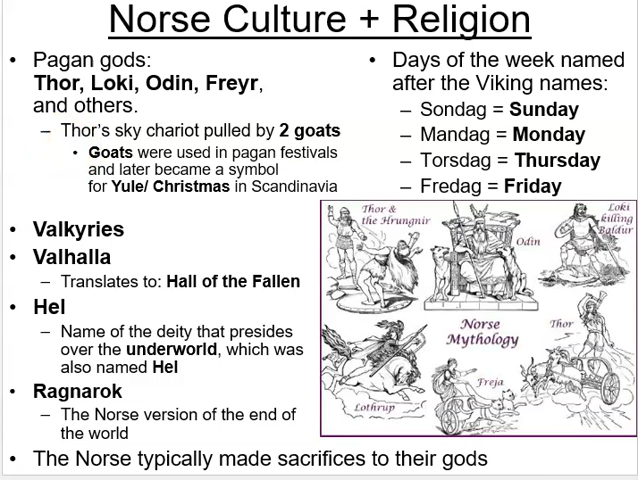 Norse Culture + Religion
• Pagan gods:
Thor, Loki, Odin, Freyr,
and others.
– Thor's sky chariot pulled by 2 goats
• Goats were used in pagan festivals
and later became a symbol
for Yule/ Christmas in Scandinavia
• Valkyries
• Valhalla
– Translates to: Hall of the Fallen
• Hel
– Name of the deity that presides
over the underworld, which was
also named Hel
• Ragnarok
– The Norse version of the end of
the world
• The Norse typically made sacrifices to their gods
• Days of the week named
after the Viking names:
– Sondag = Sunday
– Mandag = Monday
– Torsdag = Thursday
– Fredag = Friday
Thor &
the Hrungnir
Odin
Loki
killing
Baldur
Norse
Mythology
Thor
Freja
Lothrup